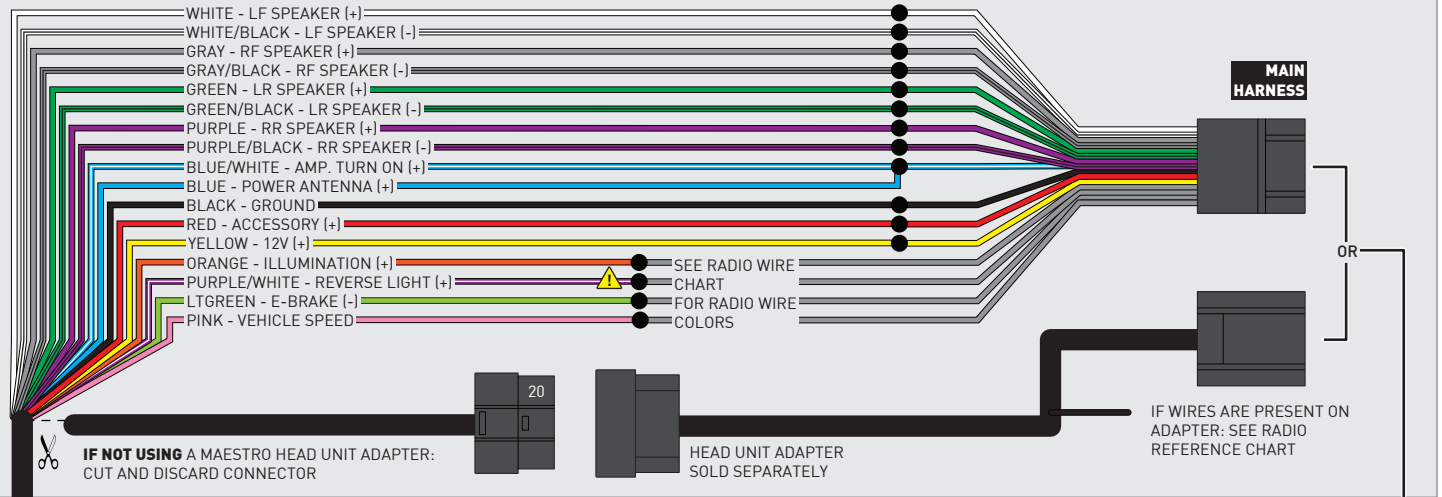 WHITE - LF SPEAKER (+)
WHITE/BLACK - LF SPEAKER (-)
GRAY - RF SPEAKER (+)
GRAY/BLACK - RF SPEAKER (-)
GREEN - LR SPEAKER (+)
GREEN/BLACK - LR SPEAKER (-)
PURPLE - RR SPEAKER (+)
PURPLE/BLACK - RR SPEAKER (-)
BLUE/WHITE - AMP. TURN ON (+)
BLUE - POWER ANTENNA (+)
BLACK - GROUND
RED - ACCESSORY (+)
YELLOW - 12V (+)
ORANGE - ILLUMINATION (+)
PURPLE/WHITE - REVERSE LIGHT (+)
LTGREEN - E-BRAKE (-)
PINK - VEHICLE SPEED
!
SEE RADIO WIRE
CHART
FOR RADIO WIRE
COLORS
MAIN
HARNESS
OR
20
IF NOT USING A MAESTRO HEAD UNIT ADAPTER:
CUT AND DISCARD CONNECTOR
HEAD UNIT ADAPTER
SOLD SEPARATELY
IF WIRES ARE PRESENT ON
ADAPTER: SEE RADIO
REFERENCE CHART